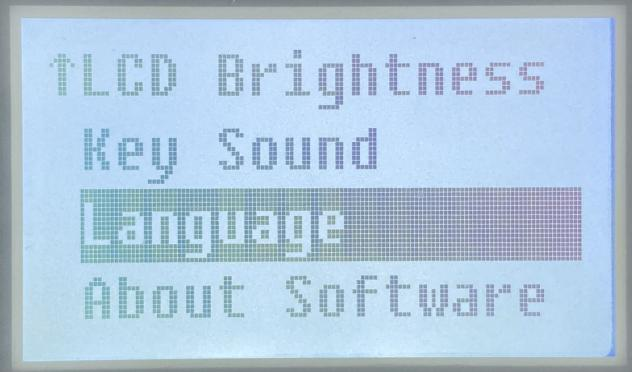 ↑LCD Brightness
Key Sound
Language
About Software